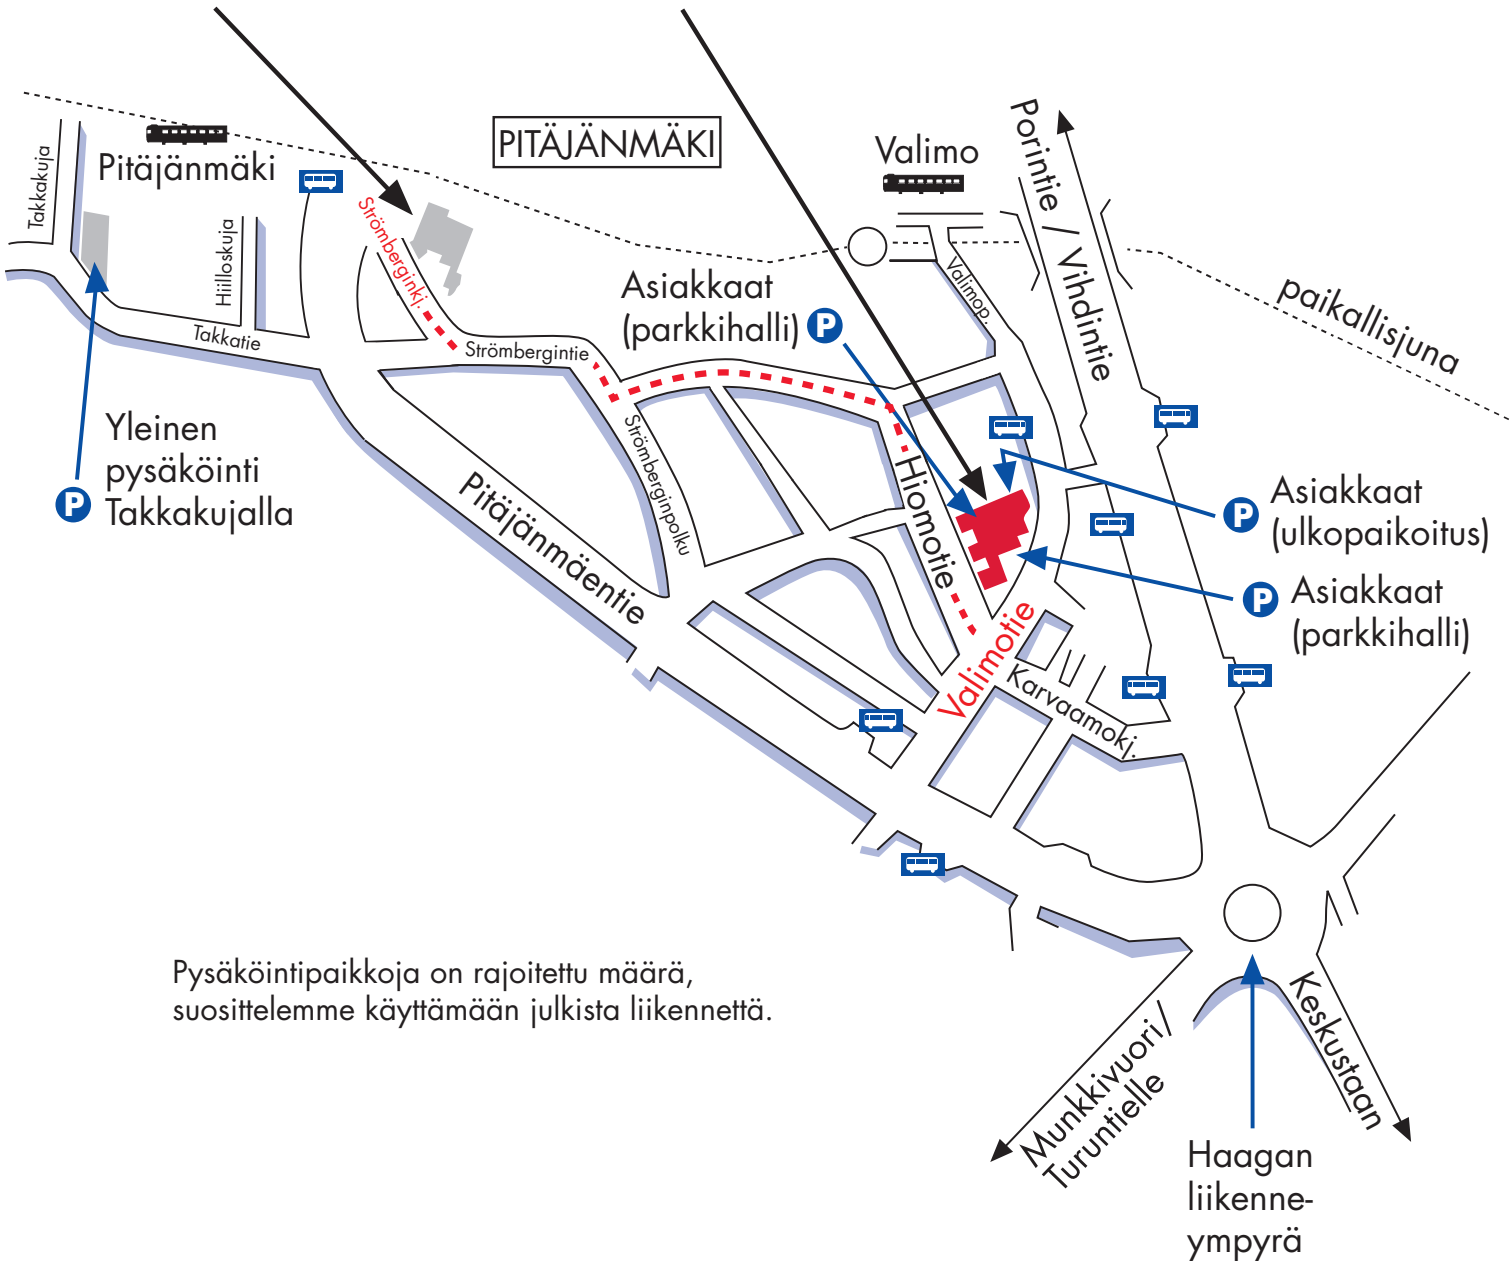 PITÄJÄNMÄKI
Pitäjänmäki
Valimo
Porintie / Vihdintie
Takkakuja
Hiilloskuja
Takkatie
Strömberginkj.
Strömbergintie
Strömberginpolku
Asiakkaat
(parkkihalli)
P
Valimop.
paikallisjuna
Yleinen
pysäköinti
Takkakujalla
P
Pitäjänmäentie
Hiomotie
P
Asiakkaat
(ulkopaikoitus)
P
Asiakkaat
(parkkihalli)
Valimotie
Karvaamokj.
Pysäköintipaikkoja on rajoitettu määrä,
suosittelemme käyttämään julkista liikennettä.
Munkkivuori/
Turuntielle
Keskustaan
Haagan
liikenne-
ympyrä